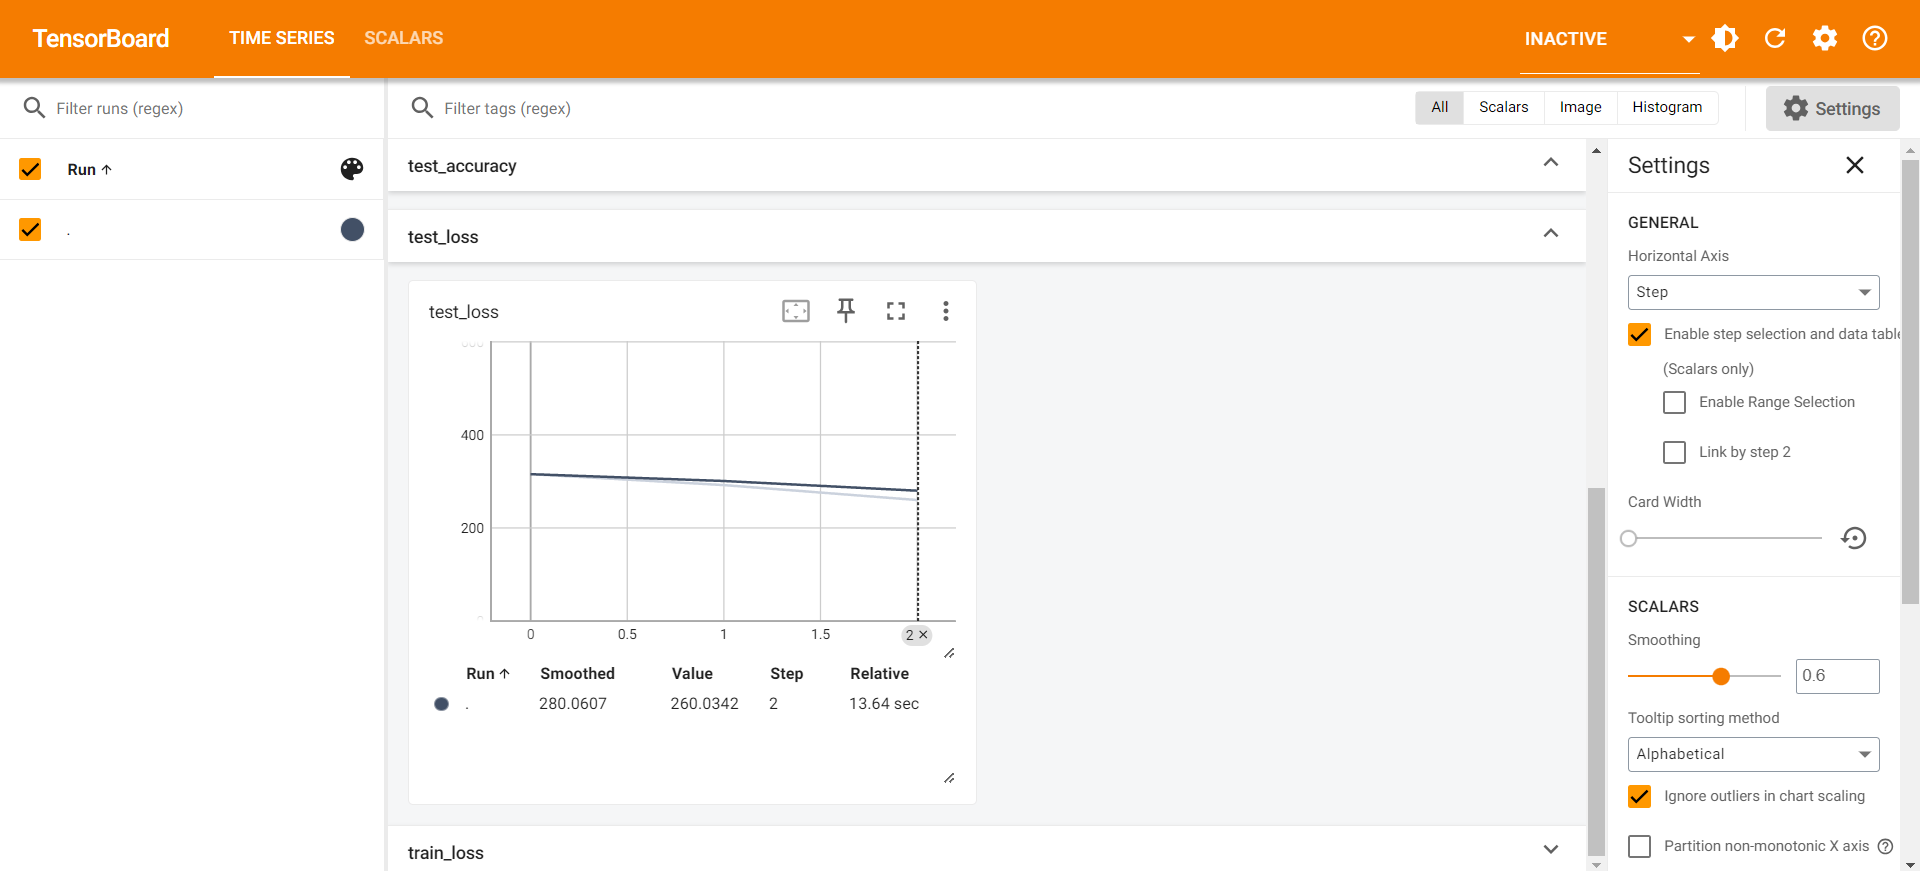 TensorBoard TIME SERIES SCALARS INACTIVE
Filter runs (regex)
Filter tags (regex) All Scalars Image Histogram Settings
Run
.
test_accuracy
test_loss
test_loss
400
200
0 0.5 1 1.5 2
Run Smoothed Value Step Relative
. 280.0607 260.0342 2 13.64 sec
train_loss
Settings
GENERAL
Horizontal Axis
Step
Enable step selection and data table
(Scalars only)
Enable Range Selection
Link by step 2
Card Width
SCALARS
Smoothing
0.6
Tooltip sorting method
Alphabetical
Ignore outliers in chart scaling
Partition non-monotonic X axis